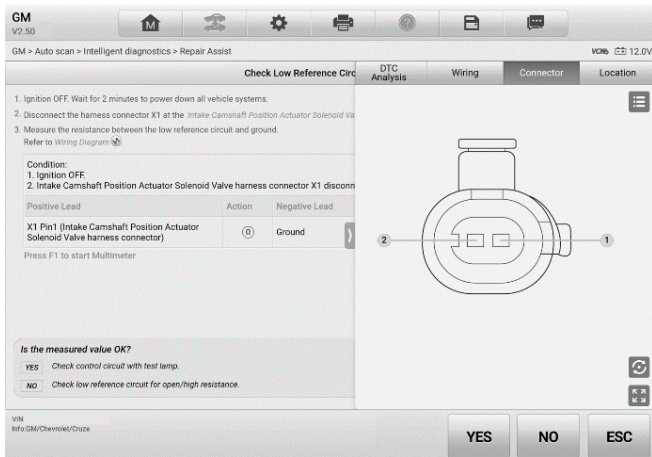 GM
V2.50
M
GM > Auto scan > Intelligent diagnostics > Repair Assist
VCMI 12.0V
Check Low Reference Circ
DTC Analysis
Wiring
Connector
Location
1. Ignition OFF. Wait for 2 minutes to power down all vehicle systems.
2. Disconnect the harness connector X1 at the Intake Camshaft Position Actuator Solenoid Va
3. Measure the resistance between the low reference circuit and ground.
Refer to Wiring Diagram
Condition:
1. Ignition OFF.
2. Intake Camshaft Position Actuator Solenoid Valve harness connector X1 disconn
Positive Lead Action Negative Lead
X1 Pin1 (Intake Camshaft Position Actuator
Solenoid Valve harness connector)
Ω
Ground
Press F1 to start Multimeter
2
1
Is the measured value OK?
YES Check control circuit with test lamp.
NO Check low reference circuit for open/high resistance.
VIN
Info:GM/Chevrolet/Cruze
YES
NO
ESC